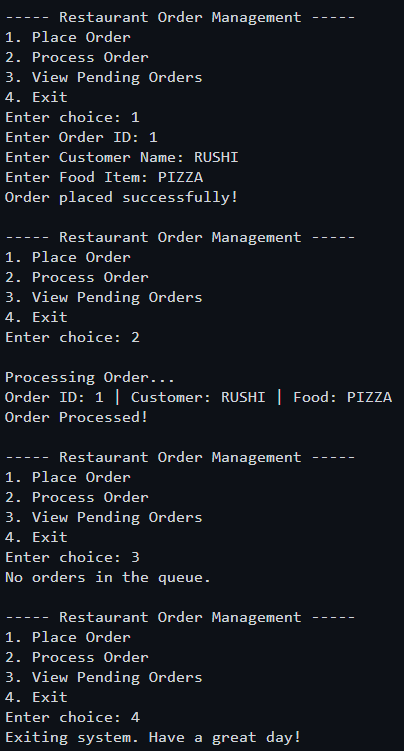 ----- Restaurant Order Management -----
1. Place Order
2. Process Order
3. View Pending Orders
4. Exit
Enter choice: 1
Enter Order ID: 1
Enter Customer Name: RUSHI
Enter Food Item: PIZZA
Order placed successfully!

----- Restaurant Order Management -----
1. Place Order
2. Process Order
3. View Pending Orders
4. Exit
Enter choice: 2

Processing Order...
Order ID: 1 | Customer: RUSHI | Food: PIZZA
Order Processed!

----- Restaurant Order Management -----
1. Place Order
2. Process Order
3. View Pending Orders
4. Exit
Enter choice: 3
No orders in the queue.

----- Restaurant Order Management -----
1. Place Order
2. Process Order
3. View Pending Orders
4. Exit
Enter choice: 4
Exiting system. Have a great day!